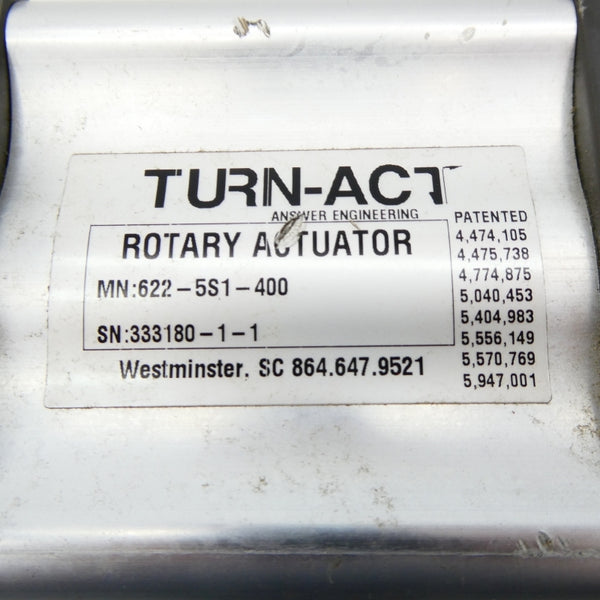 TURN-ACT
ANSWER ENGINEERING
ROTARY ACTUATOR
MN:622-5S1-400
SN:333180-1-1
Westminster, SC 864.647.9521
PATENTED
4,474,105
4,475,738
4,774,875
5,040,453
5,404,983
5,556,149
5,570,769
5,947,001